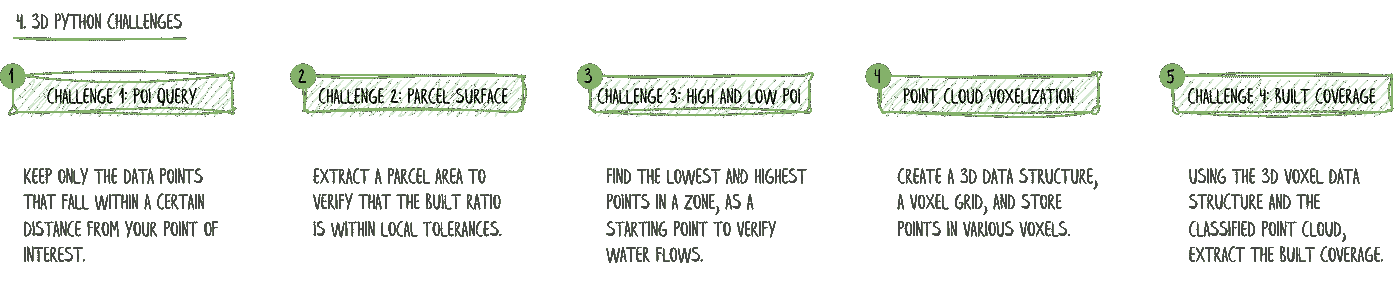 4. 3D PYTHON CHALLENGES
1
CHALLENGE 1: POI QUERY
KEEP ONLY THE DATA POINTS
THAT FALL WITHIN A CERTAIN
DISTANCE FROM YOUR POINT OF
INTEREST.
2
CHALLENGE 2: PARCEL SURFACE
EXTRACT A PARCEL AREA TO
VERIFY THAT THE BUILT RATIO
IS WITHIN LOCAL TOLERANCES.
3
CHALLENGE 3: HIGH AND LOW POI
FIND THE LOWEST AND HIGHEST
POINTS IN A ZONE, AS A
STARTING POINT TO VERIFY
WATER FLOWS.
4
POINT CLOUD VOXELIZATION
CREATE A 3D DATA STRUCTURE,
A VOXEL GRID, AND STORE
POINTS IN VARIOUS VOXELS.
5
CHALLENGE 4: BUILT COVERAGE
USING THE 3D VOXEL DATA
STRUCTURE AND THE
CLASSIFIED POINT CLOUD,
EXTRACT THE BUILT COVERAGE.